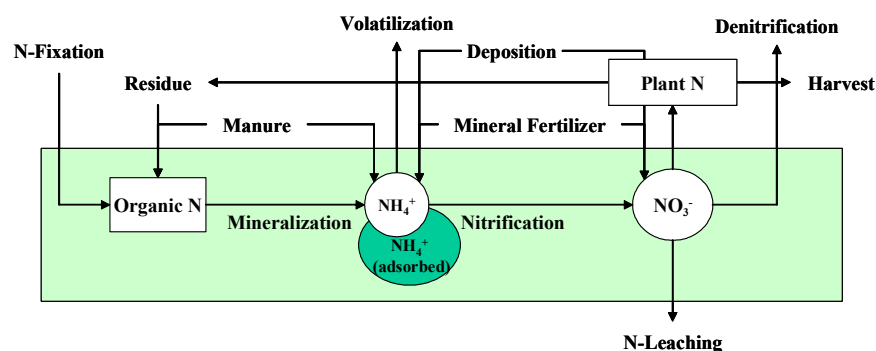 Volatilization
Denitrification
N-Fixation
Deposition
Residue
Plant N
Harvest
Manure
Mineral Fertilizer
Organic N
NH₄⁺
NO₃⁻
Mineralization
Nitrification
NH₄⁺
(adsorbed)
N-Leaching